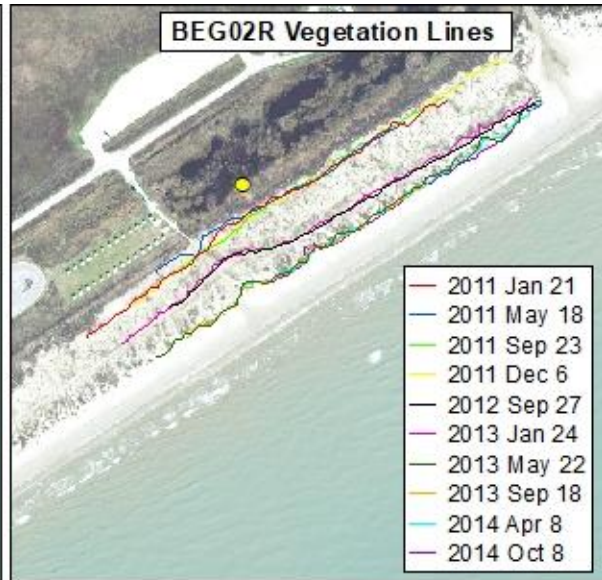 BEG02R Vegetation Lines
2011 Jan 21
2011 May 18
2011 Sep 23
2011 Dec 6
2012 Sep 27
2013 Jan 24
2013 May 22
2013 Sep 18
2014 Apr 8
2014 Oct 8